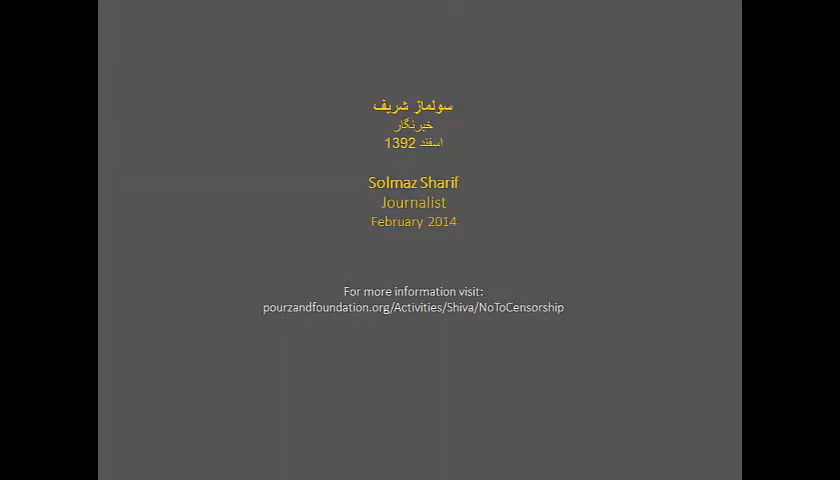 سولماز شریف
خبرنگار
اسفند 1392
Solmaz Sharif
Journalist
February 2014
For more information visit:
pourzandfoundation.org/Activities/Shiva/NoToCensorship